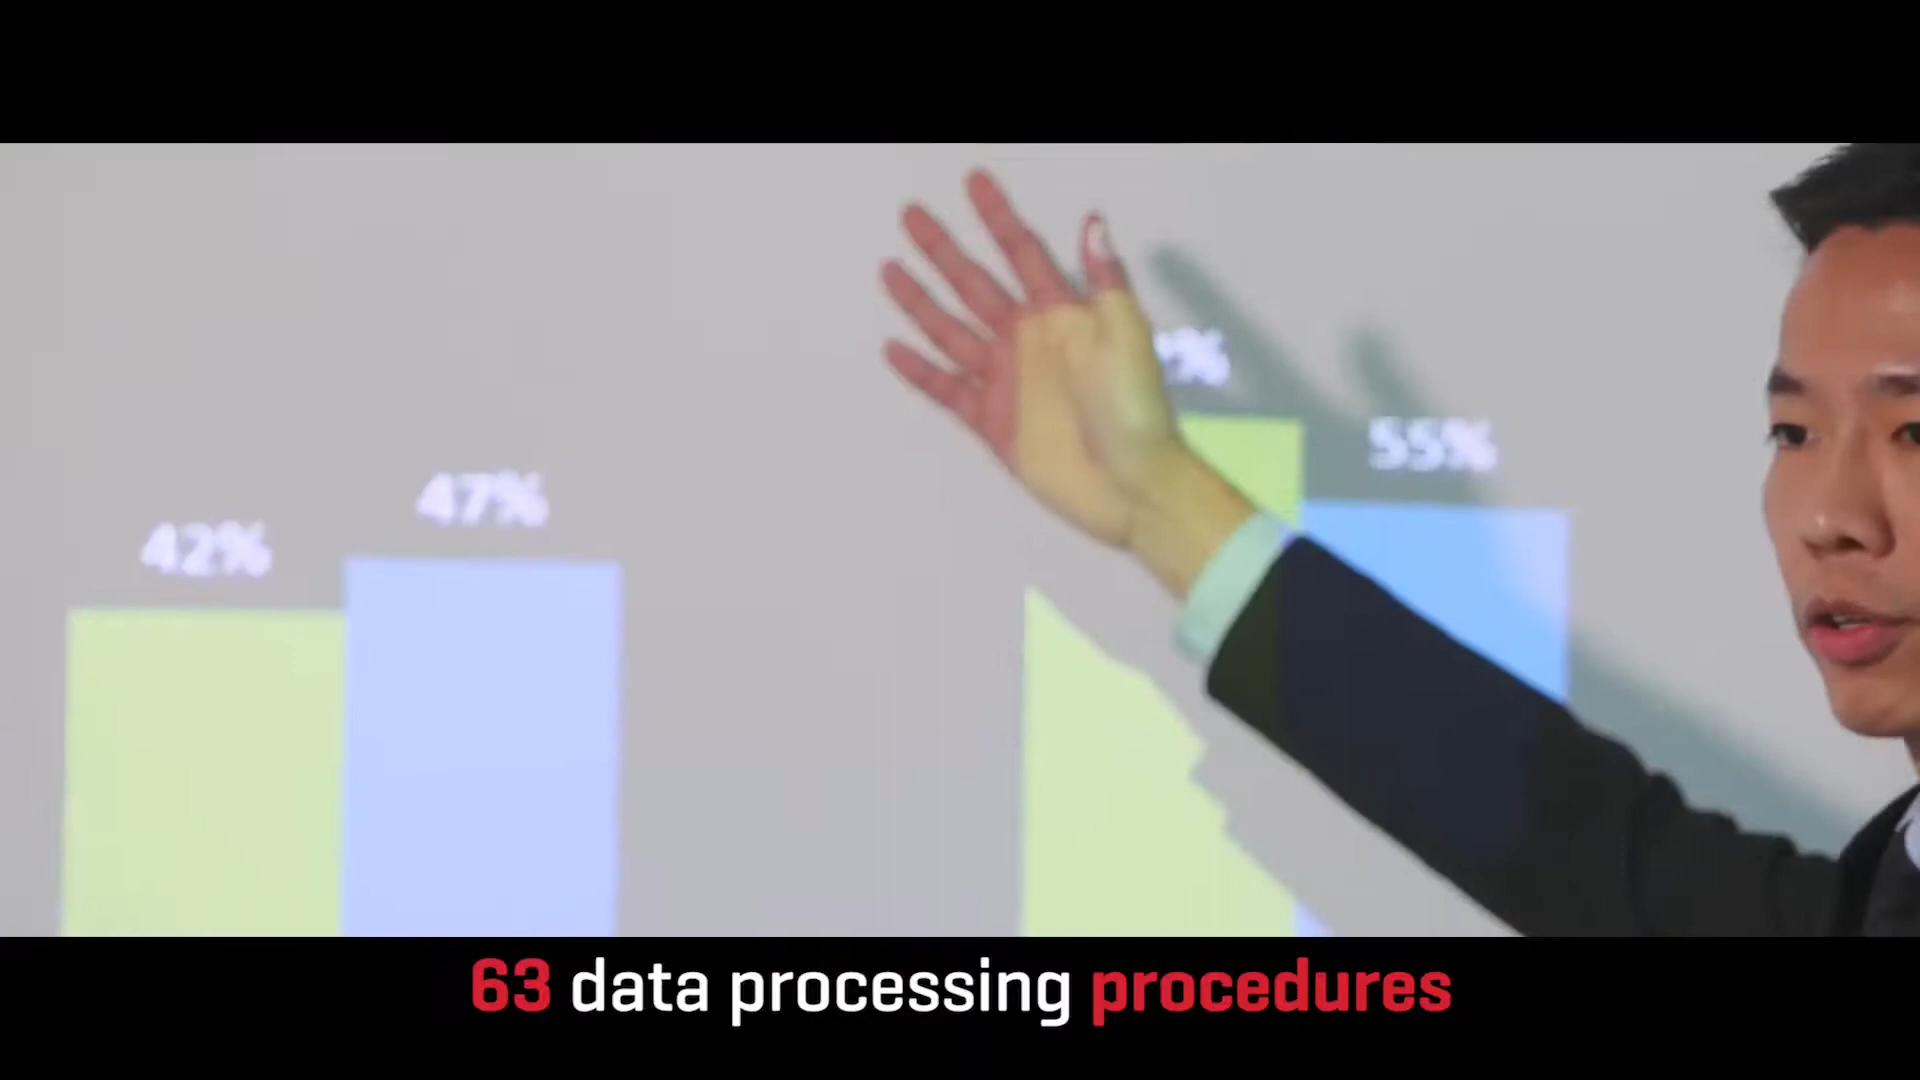 47%
42%
55%
63 data processing procedures